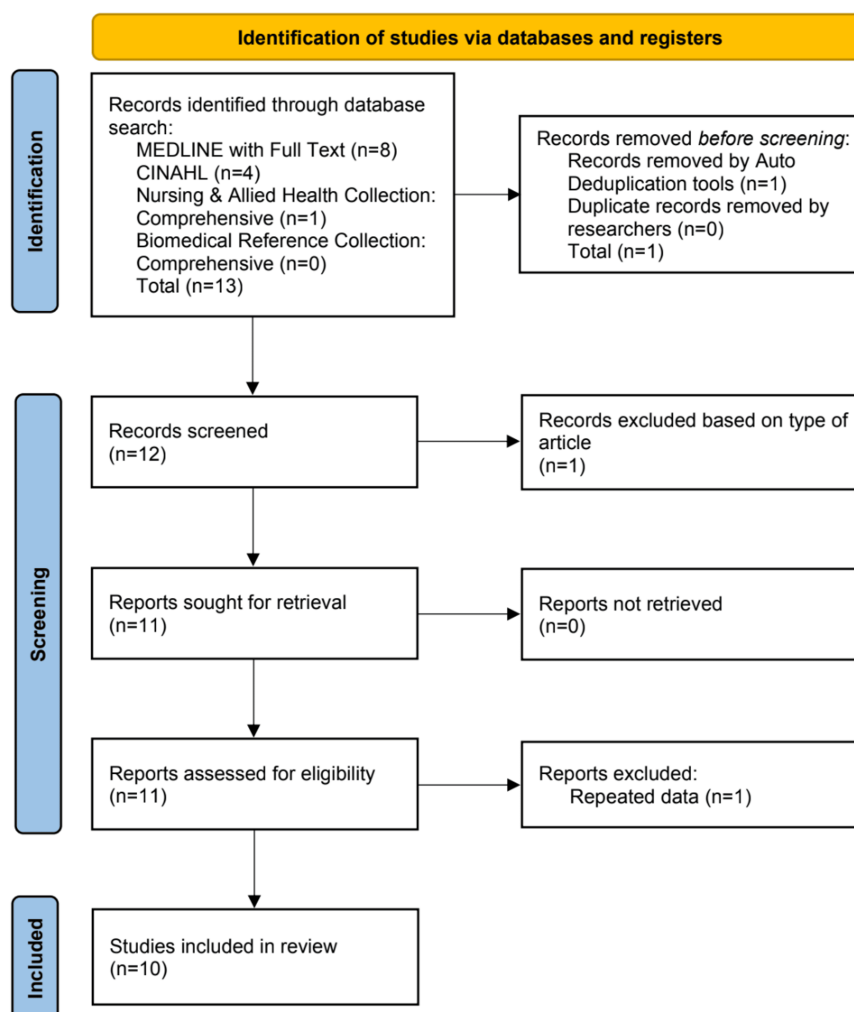 Identification of studies via databases and registers
Identification
Records identified through database
search:
MEDLINE with Full Text (n=8)
CINAHL (n=4)
Nursing & Allied Health Collection:
Comprehensive (n=1)
Biomedical Reference Collection:
Comprehensive (n=0)
Total (n=13)
Records removed before screening:
Records removed by Auto
Deduplication tools (n=1)
Duplicate records removed by
researchers (n=0)
Total (n=1)
Screening
Records screened
(n=12)
Records excluded based on type of
article
(n=1)
Reports sought for retrieval
(n=11)
Reports not retrieved
(n=0)
Reports assessed for eligibility
(n=11)
Reports excluded:
Repeated data (n=1)
Included
Studies included in review
(n=10)